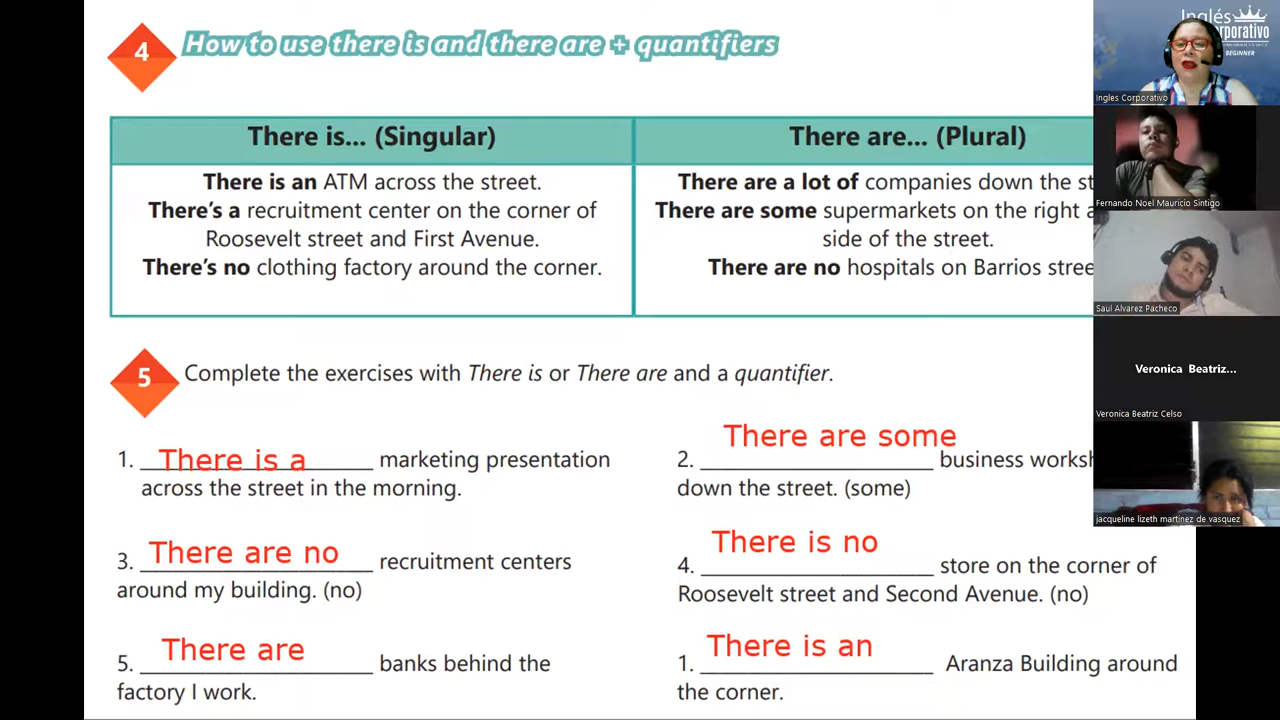 4 How to use there is and there are + quantifiers
There is... (Singular)
There are... (Plural)
There is an ATM across the street.
There's a recruitment center on the corner of
Roosevelt street and First Avenue.
There's no clothing factory around the corner.
There are a lot of companies down the st
There are some supermarkets on the right a
side of the street.
There are no hospitals on Barrios stree
5 Complete the exercises with There is or There are and a quantifier.
1. There is a marketing presentation
across the street in the morning.
There are some
2. business worksh
down the street. (some)
3. There are no recruitment centers
around my building. (no)
There is no
4. store on the corner of
Roosevelt street and Second Avenue. (no)
5. There are banks behind the
factory I work.
There is an
1. Aranza Building around
the corner.
Inglés
Corporativo
BEGINNER
Ingles Corporativo
Fernando Noel Mauricio Sintigo
Saul Alvarez Pacheco
Veronica Beatriz...
Veronica Beatriz Celso
jacqueline lizeth martinez de vasquez